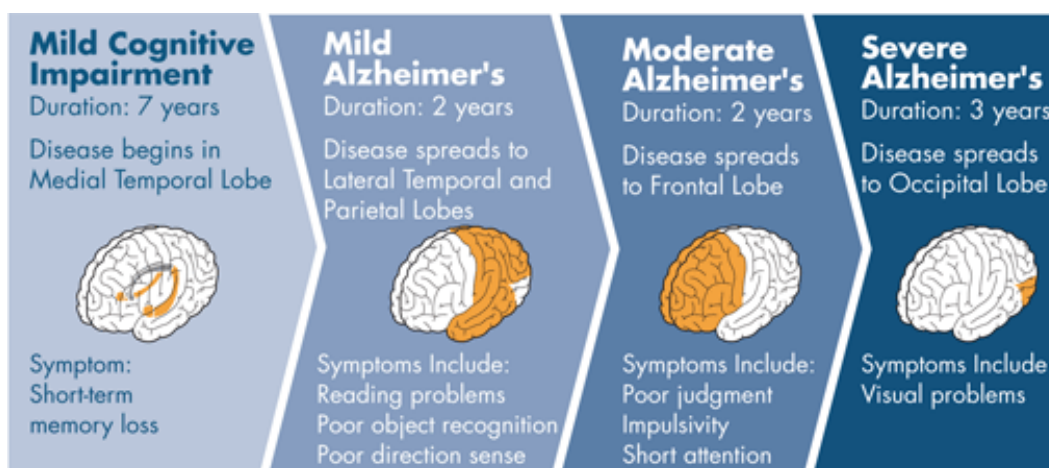 Mild Cognitive
Impairment
Duration: 7 years
Disease begins in
Medial Temporal Lobe
Symptom:
Short-term
memory loss
Mild
Alzheimer's
Duration: 2 years
Disease spreads to
Lateral Temporal and
Parietal Lobes
Symptoms Include:
Reading problems
Poor object recognition
Poor direction sense
Moderate
Alzheimer's
Duration: 2 years
Disease spreads
to Frontal Lobe
Symptoms Include:
Poor judgment
Impulsivity
Short attention
Severe
Alzheimer's
Duration: 3 years
Disease spreads
to Occipital Lobe
Symptoms Include
Visual problems